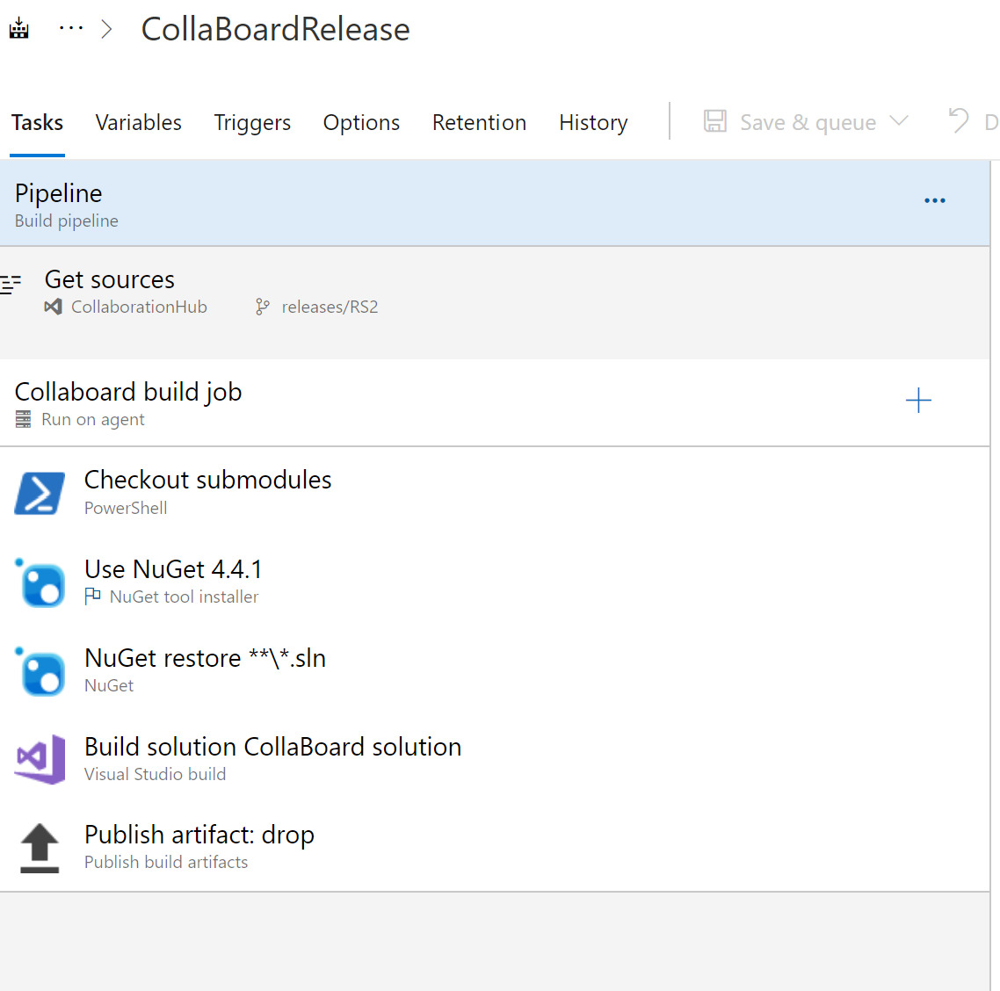 ··· > CollaBoardRelease
Tasks Variables Triggers Options Retention History Save & queue D
Pipeline
Build pipeline
Get sources
CollaborationHub releases/RS2
Collaboard build job
Run on agent
Checkout submodules
PowerShell
Use NuGet 4.4.1
NuGet tool installer
NuGet restore **\*.sln
NuGet
Build solution CollaBoard solution
Visual Studio build
Publish artifact: drop
Publish build artifacts